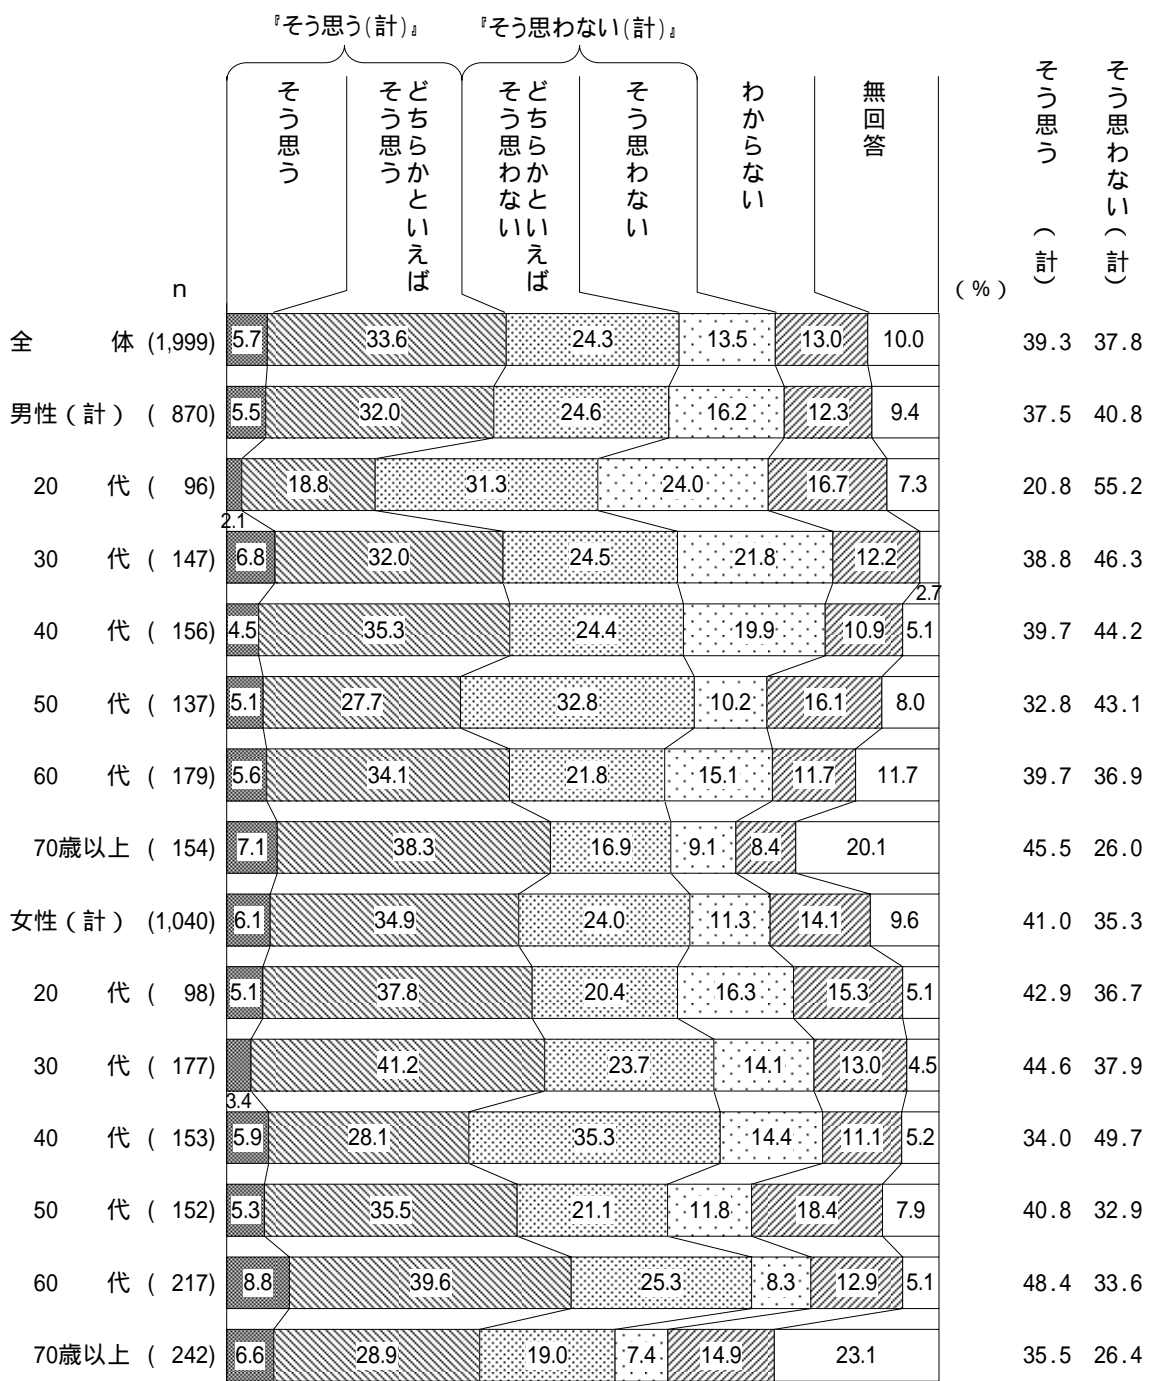 『そう思う(計)』 『そう思わない(計)』
そう思う
どちらかといえば
そう思う
どちらかといえば
そう思わない
そう思わない
わからない
無回答
そう思う (計)
そう思わない(計)
n (%)
全 体 (1,999) 5.7 33.6 24.3 13.5 13.0 10.0 39.3 37.8
男性(計) ( 870) 5.5 32.0 24.6 16.2 12.3 9.4 37.5 40.8
20 代 ( 96) 18.8 31.3 24.0 16.7 7.3 20.8 55.2
2.1
30 代 ( 147) 6.8 32.0 24.5 21.8 12.2 38.8 46.3
2.7
40 代 ( 156) 4.5 35.3 24.4 19.9 10.9 5.1 39.7 44.2
50 代 ( 137) 5.1 27.7 32.8 10.2 16.1 8.0 32.8 43.1
60 代 ( 179) 5.6 34.1 21.8 15.1 11.7 11.7 39.7 36.9
70歳以上 ( 154) 7.1 38.3 16.9 9.1 8.4 20.1 45.5 26.0
女性(計) (1,040) 6.1 34.9 24.0 11.3 14.1 9.6 41.0 35.3
20 代 ( 98) 5.1 37.8 20.4 16.3 15.3 5.1 42.9 36.7
30 代 ( 177) 41.2 23.7 14.1 13.0 4.5 44.6 37.9
3.4
40 代 ( 153) 5.9 28.1 35.3 14.4 11.1 5.2 34.0 49.7
50 代 ( 152) 5.3 35.5 21.1 11.8 18.4 7.9 40.8 32.9
60 代 ( 217) 8.8 39.6 25.3 8.3 12.9 5.1 48.4 33.6
70歳以上 ( 242) 6.6 28.9 19.0 7.4 14.9 23.1 35.5 26.4